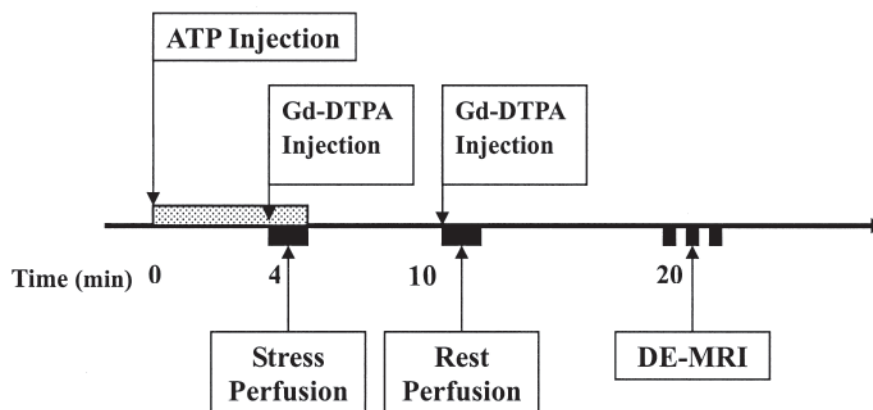 ATP Injection
Gd-DTPA
Injection
Gd-DTPA
Injection
Time (min) 0 4 10 20
Stress
Perfusion
Rest
Perfusion
DE-MRI